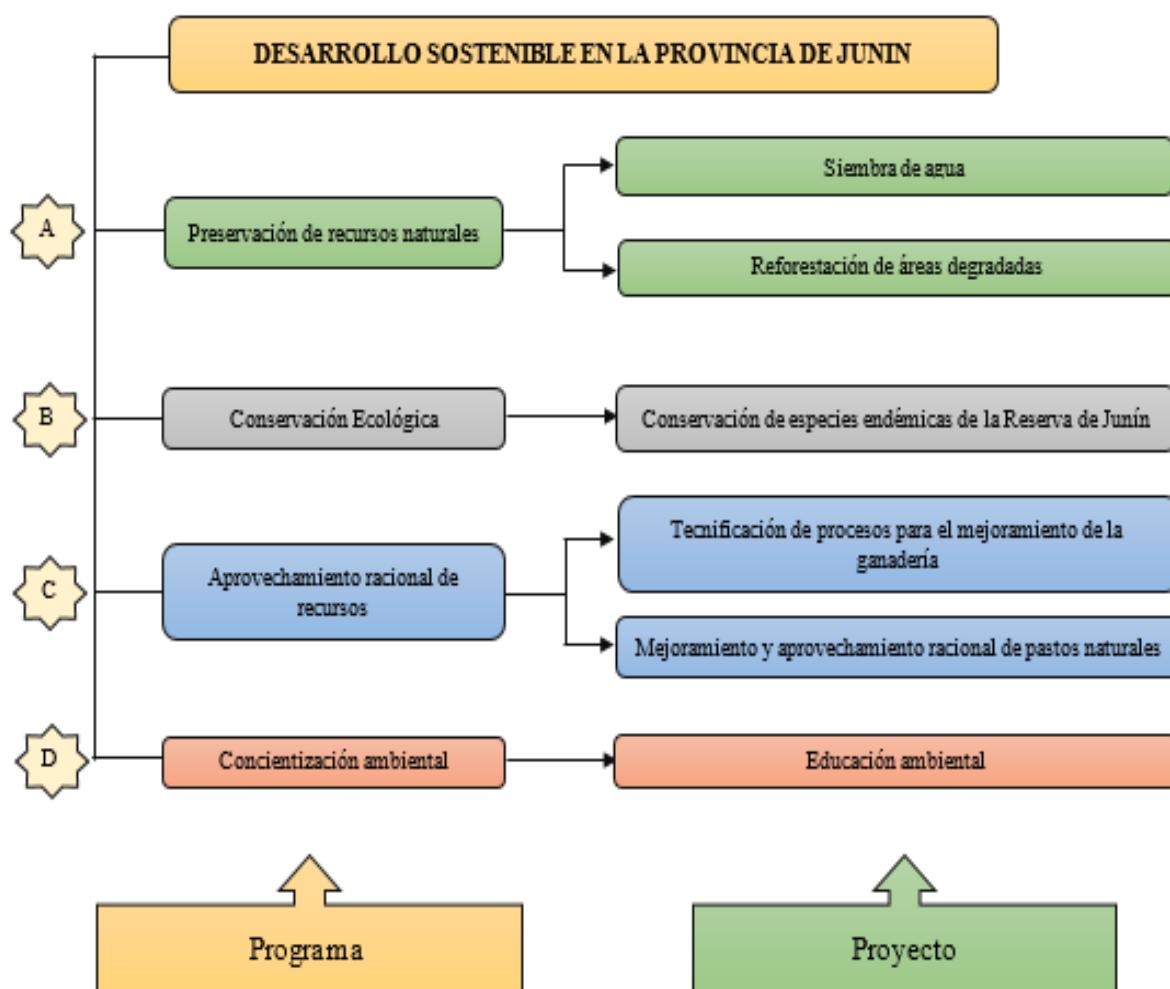 DESARROLLO SOSTENIBLE EN LA PROVINCIA DE JUNIN
A
Preservación de recursos naturales
Siembra de agua
Reforestación de áreas degradadas
B
Conservación Ecológica
Conservación de especies endémicas de la Reserva de Junín
C
Aprovechamiento racional de
recursos
Tecnificación de procesos para el mejoramiento de la
ganadería
Mejoramiento y aprovechamiento racional de pastos naturales
D
Concientización ambiental
Educación ambiental
Programa
Proyecto